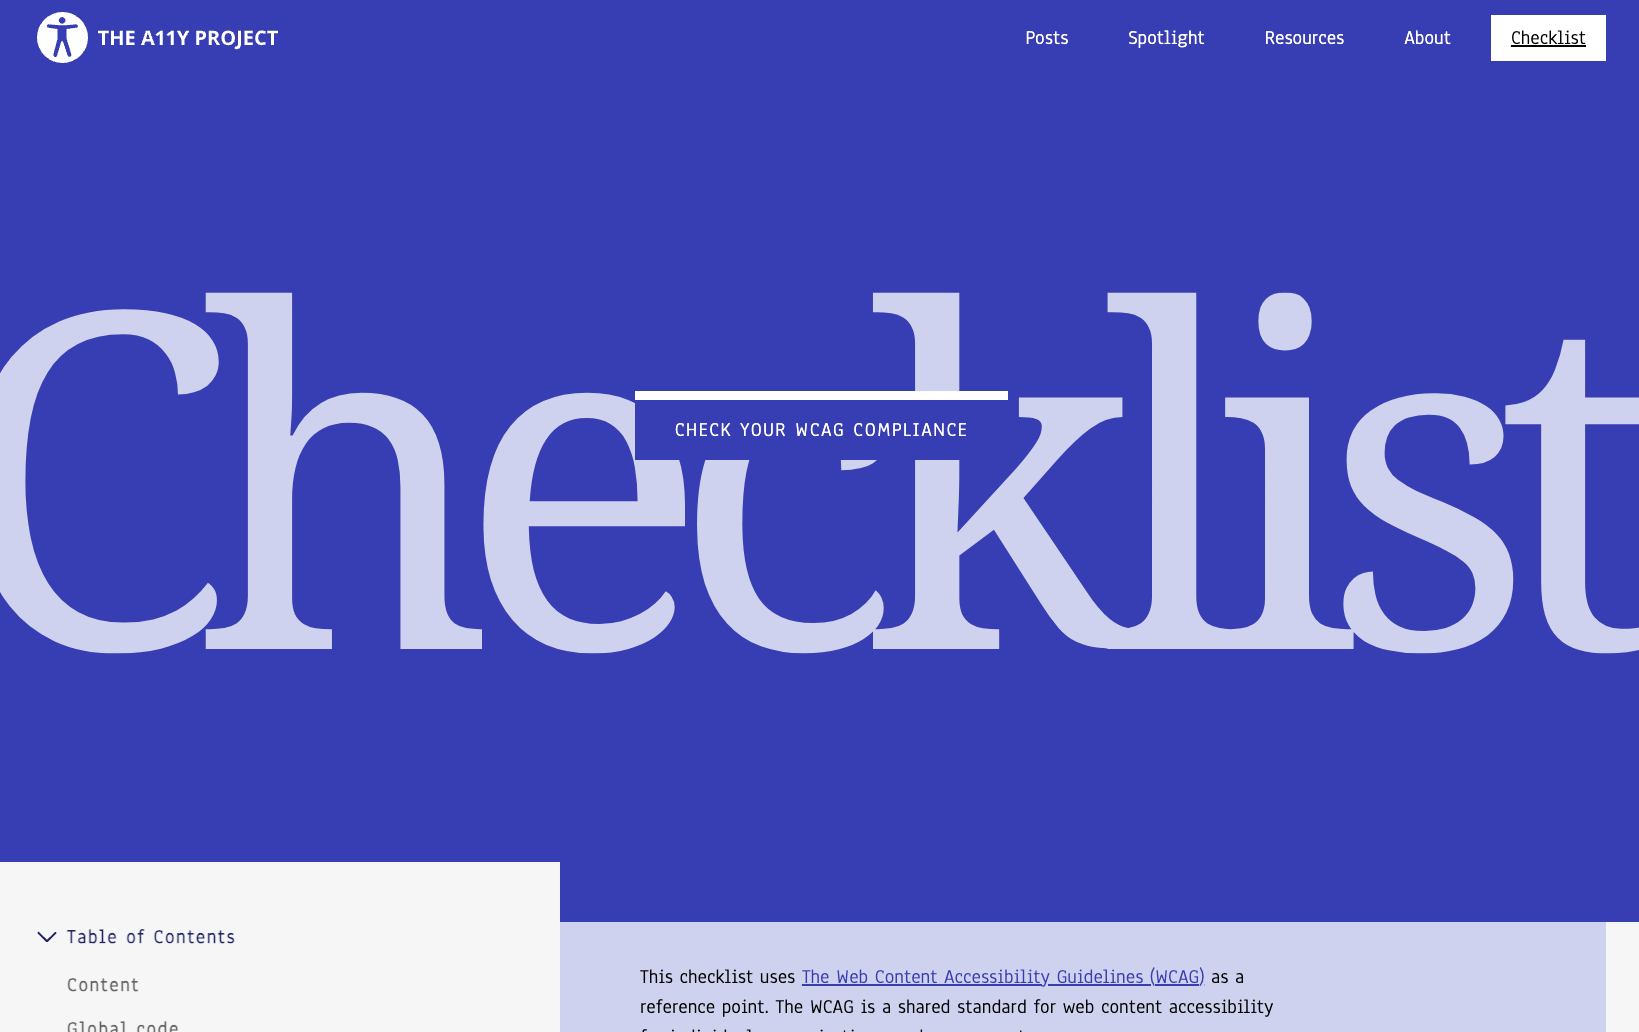 THE A11Y PROJECT
Posts
Spotlight
Resources
About
Checklist
Checklist
CHECK YOUR WCAG COMPLIANCE
Table of Contents
Content
Global code
This checklist uses The Web Content Accessibility Guidelines (WCAG) as a
reference point. The WCAG is a shared standard for web content accessibility